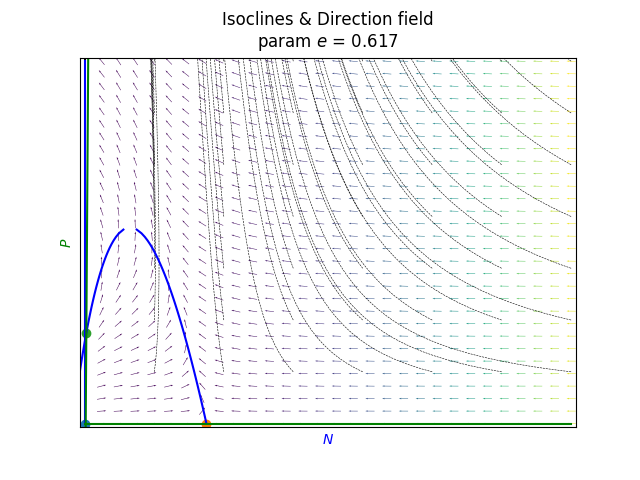 Isoclines & Direction field
param e = 0.617
P
N